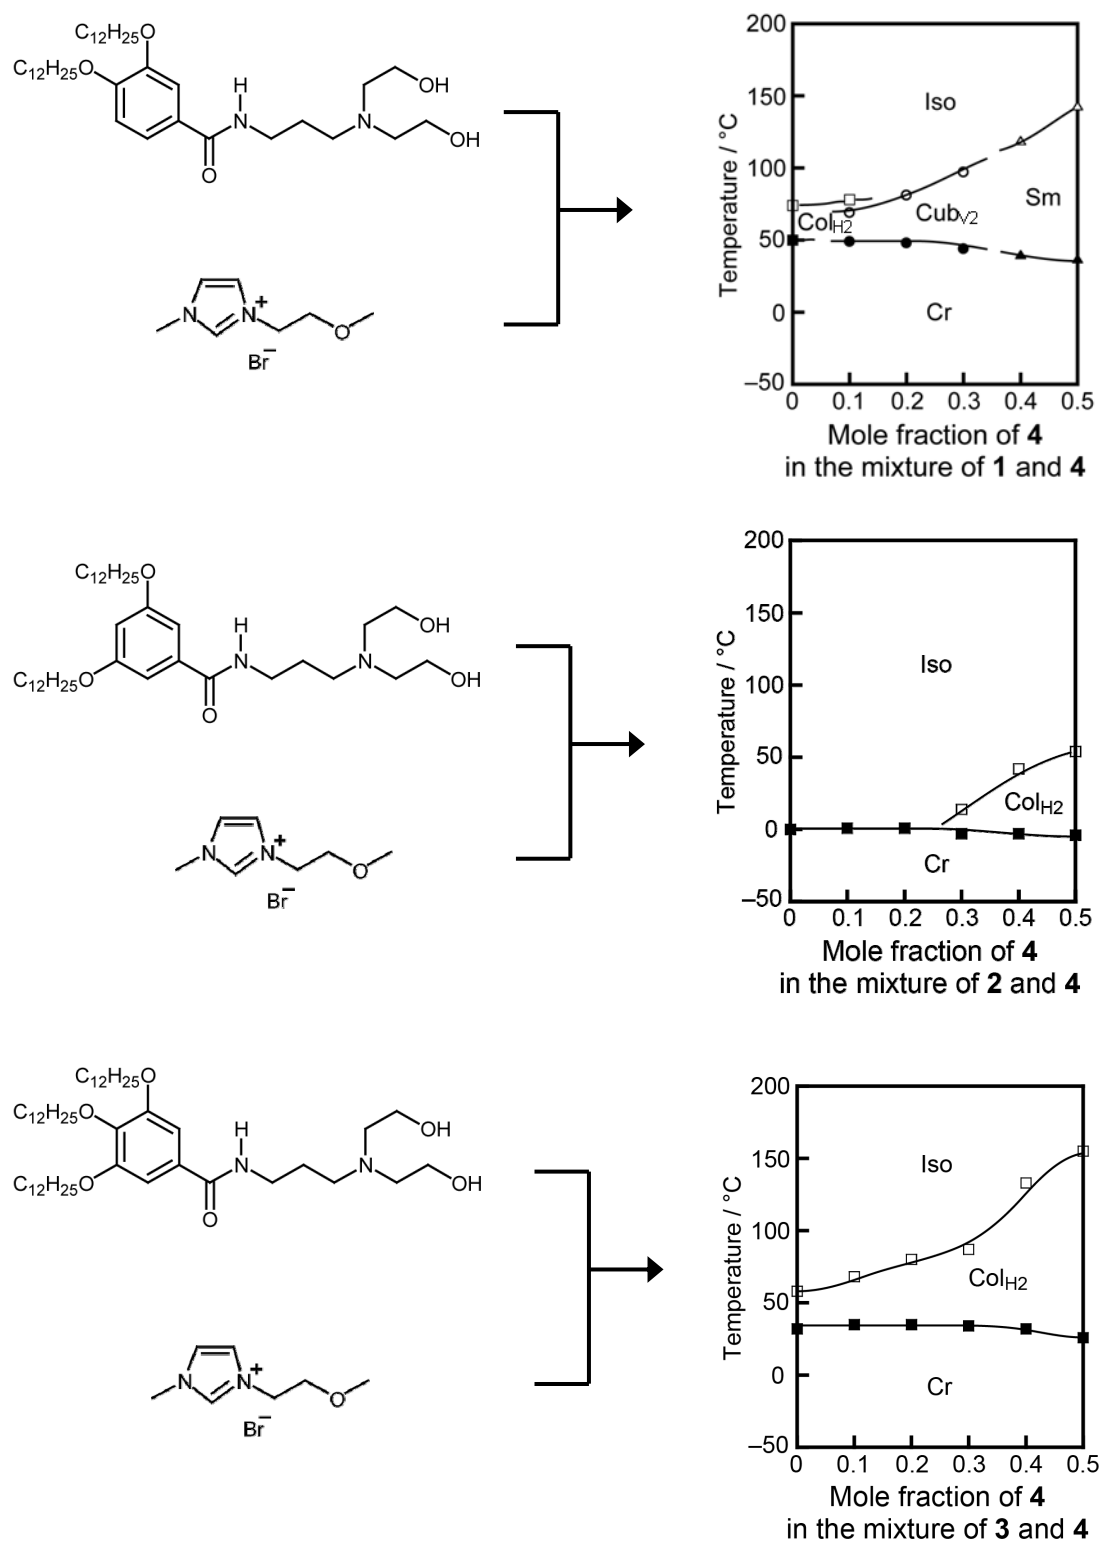 C12H25O
C12H25O
H
N
O
N
OH
OH
N
N
+
O
Br−
Temperature / °C
200
150
100
50
0
–50
Iso
Sm
CubV2
ColH2
Cr
0 0.1 0.2 0.3 0.4 0.5
Mole fraction of 4
in the mixture of 1 and 4
C12H25O
C12H25O
H
N
O
N
OH
OH
N
N
+
O
Br−
Temperature / °C
200
150
100
50
0
–50
Iso
ColH2
Cr
0 0.1 0.2 0.3 0.4 0.5
Mole fraction of 4
in the mixture of 2 and 4
C12H25O
C12H25O
C12H25O
H
N
O
N
OH
OH
N
N
+
O
Br−
Temperature / °C
200
150
100
50
0
–50
Iso
ColH2
Cr
0 0.1 0.2 0.3 0.4 0.5
Mole fraction of 4
in the mixture of 3 and 4